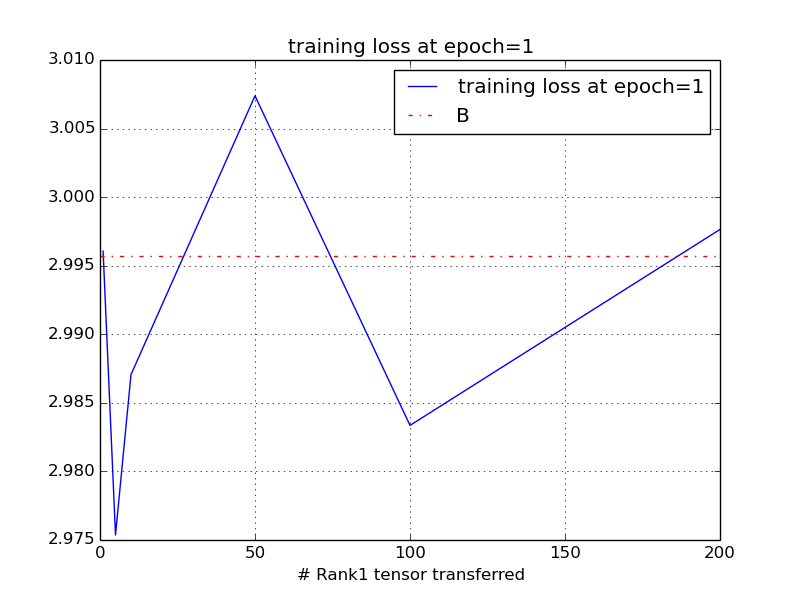 training loss at epoch=1
training loss at epoch=1
B
3.010
3.005
3.000
2.995
2.990
2.985
2.980
2.975
0 50 100 150 200
# Rank1 tensor transferred